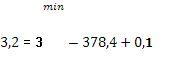 min
3,2 = 3 − 378,4 + 0,1